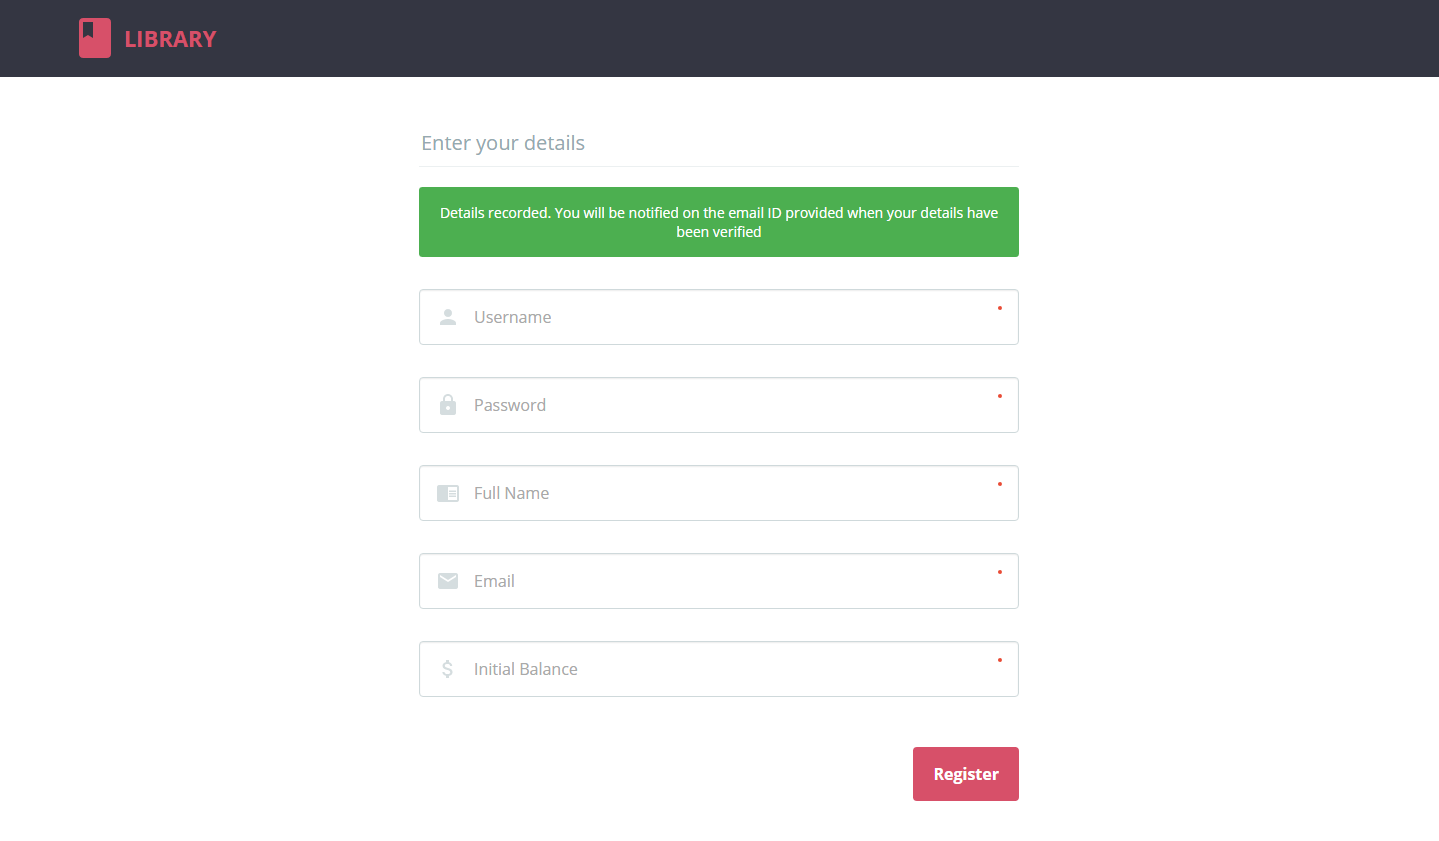 LIBRARY
Enter your details
Details recorded. You will be notified on the email ID provided when your details have
been verified
Username
Password
Full Name
Email
Initial Balance
Register